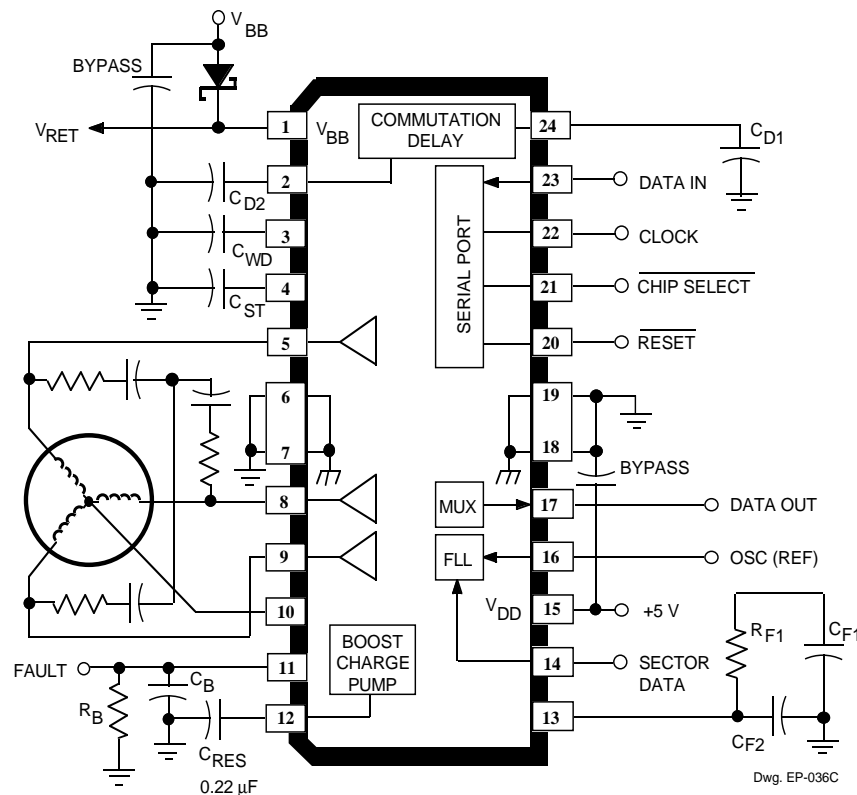 V BB
BYPASS
V RET
1
V BB
COMMUTATION
DELAY
24
C D1
2
C D2
23
DATA IN
3
C WD
22
CLOCK
4
C ST
21
CHIP SELECT
SERIAL PORT
5
20
RESET
6
19
7
18
BYPASS
8
MUX
17
DATA OUT
9
FLL
16
OSC (REF)
10
V DD
15
+5 V
R F1
C F1
FAULT
11
BOOST
CHARGE
PUMP
14
SECTOR
DATA
C B
R B
12
13
C RES
0.22 µF
C F2
Dwg. EP-036C